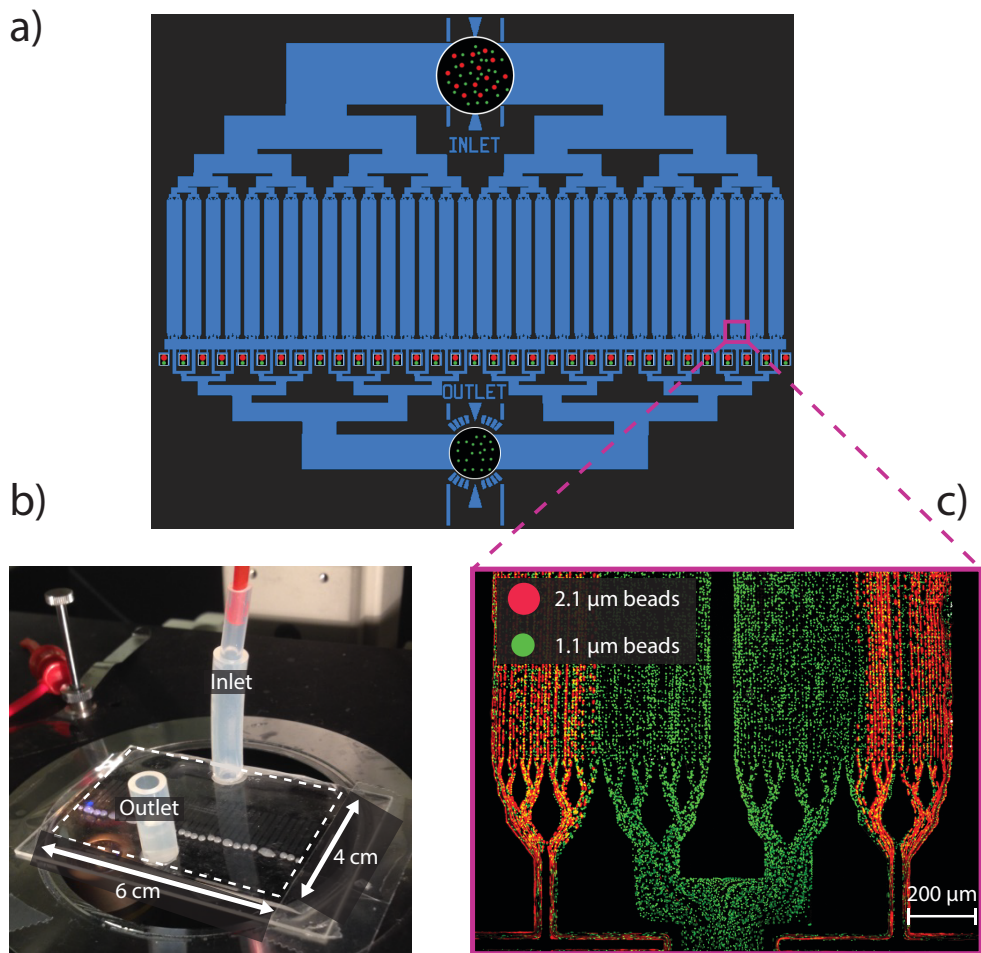 a)
INLET
OUTLET
b)
c)
Inlet
Outlet
4 cm
6 cm
2.1 µm beads
1.1 µm beads
200 µm